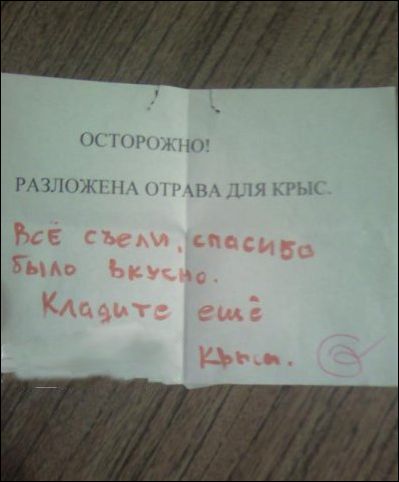 ОСТОРОЖНО!
РАЗЛОЖЕНА ОТРАВА ДЛЯ КРЫС.
Всё съели, спасибо
было вкусно.
Кладите ещё
Крысы.